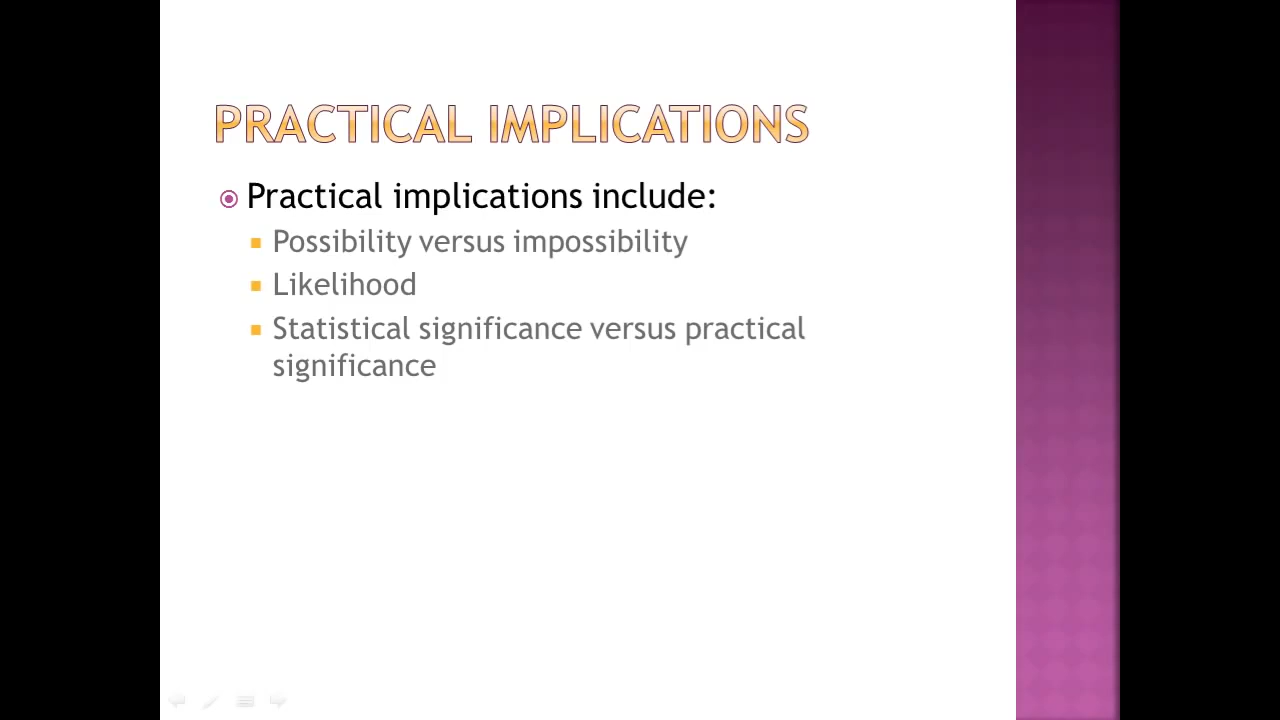 PRACTICAL IMPLICATIONS
Practical implications include:
Possibility versus impossibility
Likelihood
Statistical significance versus practical
significance